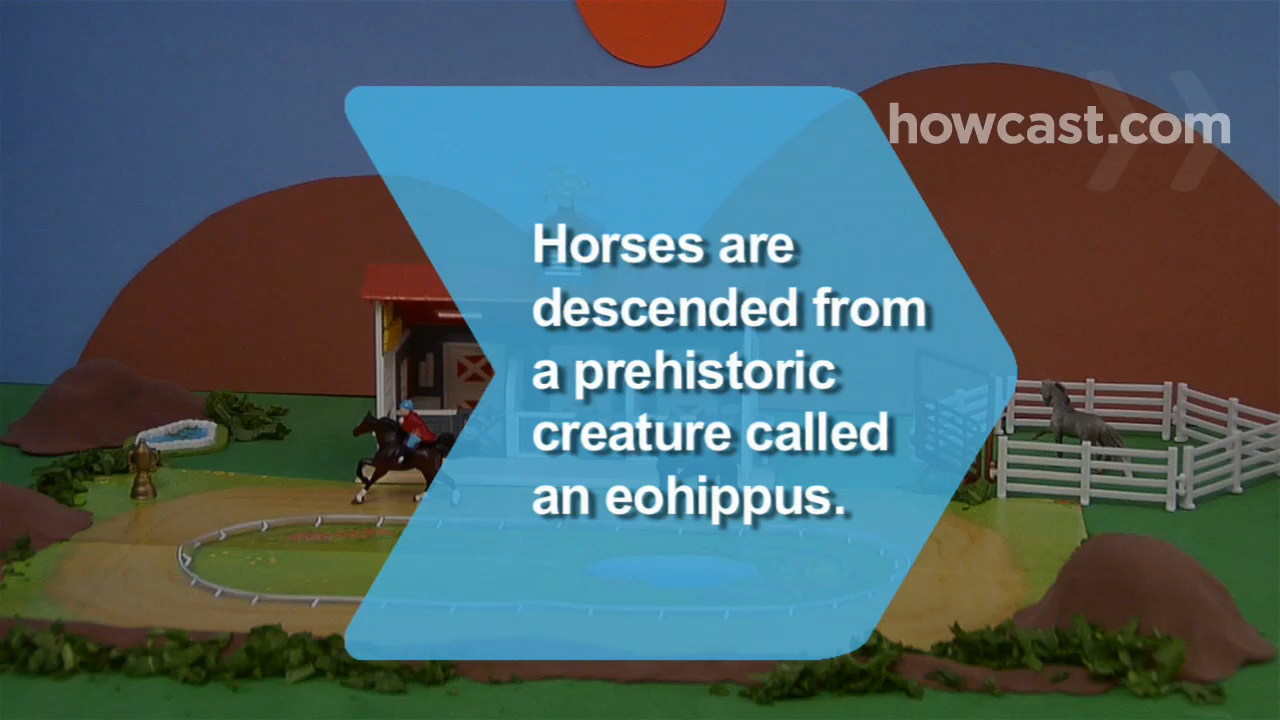 howcast.com
Horses are
descended from
a prehistoric
creature called
an eohippus.